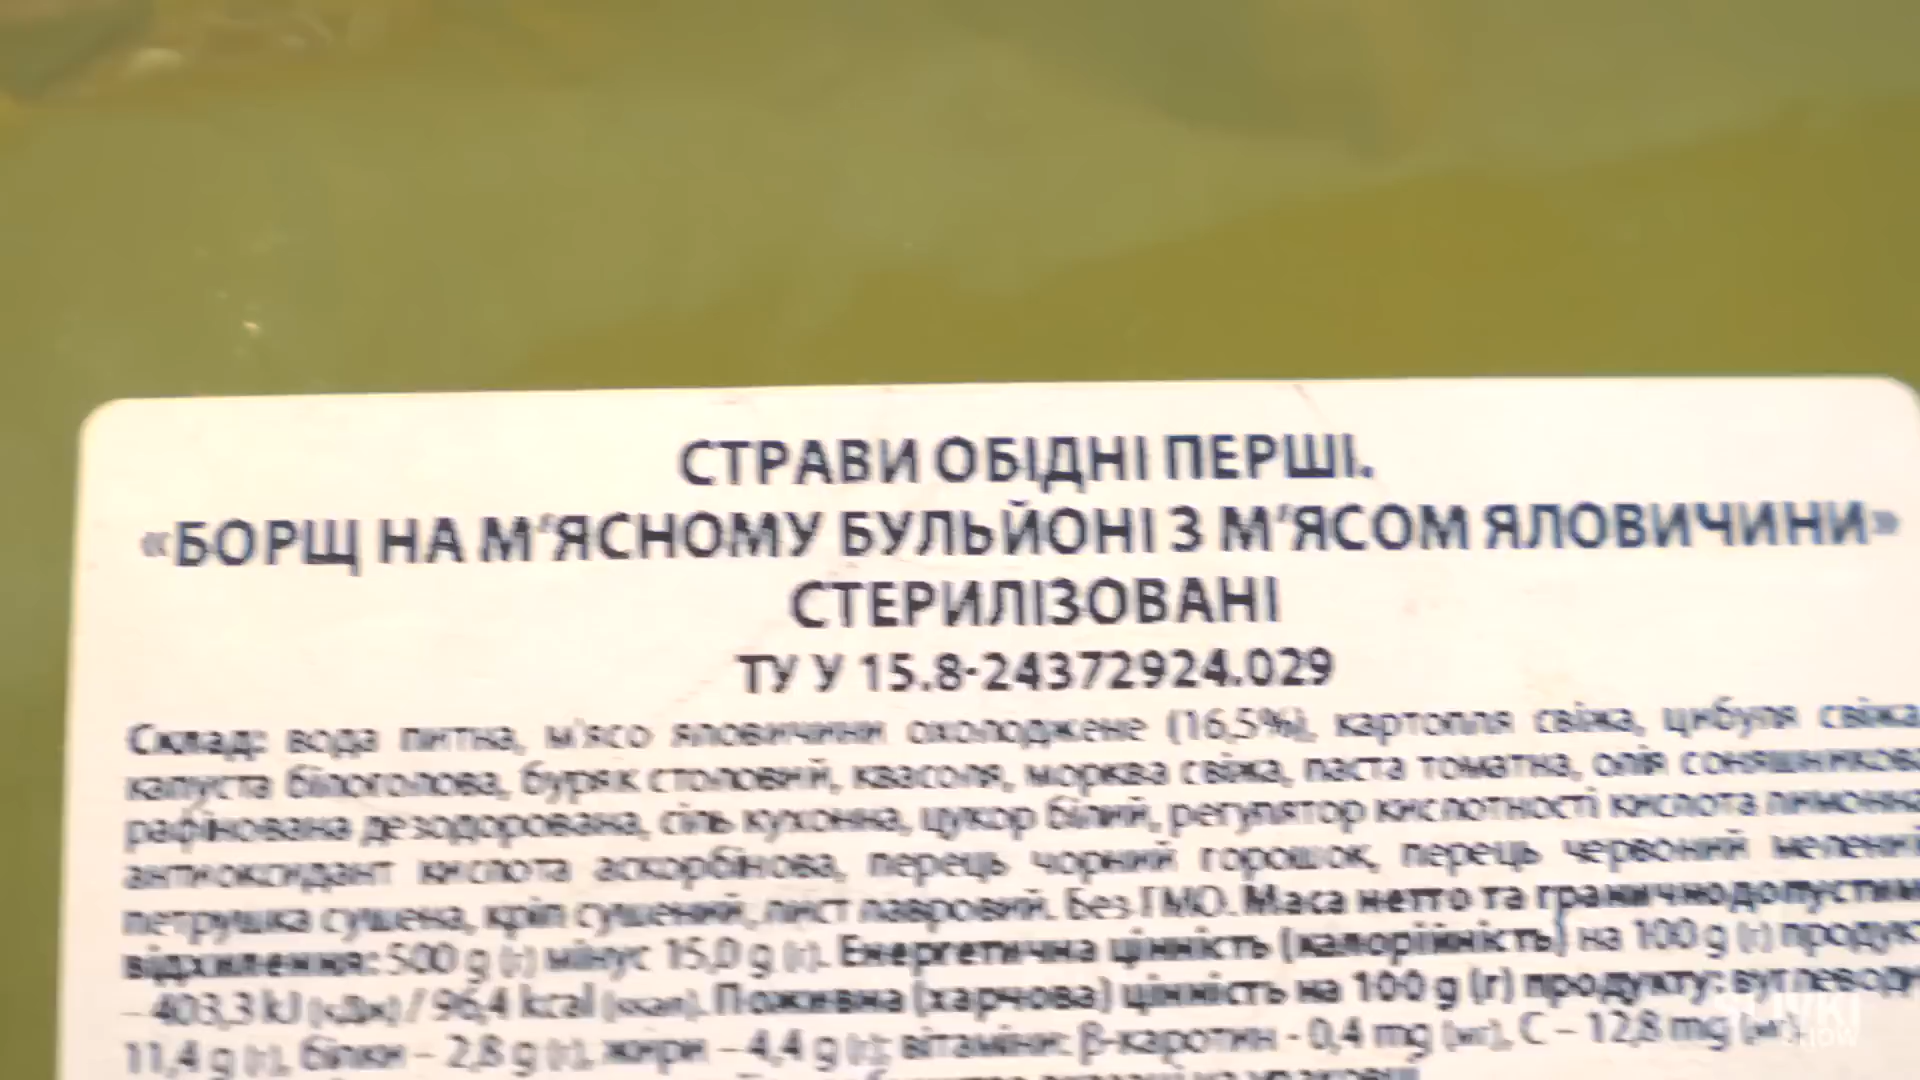 СТРАВИ ОБІДНІ ПЕРШІ.
«БОРЩ НА М‘ЯСНОМУ БУЛЬЙОНІ З М‘ЯСОМ ЯЛОВИЧИНИ»
СТЕРИЛІЗОВАНІ
ТУ У 15.8-24372924.029
Склад: вода питна, м'ясо яловичини охолоджене (16,5%), картопля свіжа, цибуля свіжа,
капуста білоголова, буряк столовий, квасоля, морква свіжа, паста томатна, олія соняшникова
рафінована дезодорована, сіль кухонна, цукор білий, регулятор кислотності кислота лимонна
антиоксидант кислота аскорбінова, перець чорний горошок, перець червоний мелений
петрушка сушена, кріп сушений, лист лавровий. Без ГМО. Маса нетто та граничнодопустим
відхилення: 500 g (г) мінус 15,0 g (г). Енергетична цінність (калорійність) на 100 g (г) продук
– 403,3 kJ (кДж) / 96,4 kcal (ккал). Поживна (харчова) цінність на 100 g (г) продукту: вуглеводи
11,4 g (г), білки – 2,8 g (г), жири – 4,4 g (г); вітаміни: β-каротин - 0,4 mg (мг), С – 12,8 mg (мг)